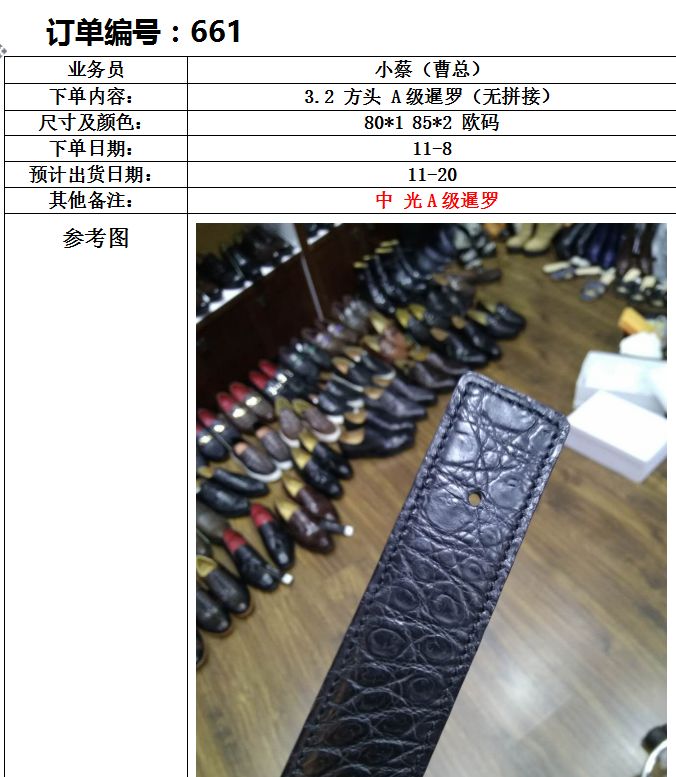 订单编号：661
业务员 小蔡（曹总）
下单内容： 3.2 方头 A级暹罗（无拼接）
尺寸及颜色： 80*1 85*2 欧码
下单日期： 11-8
预计出货日期： 11-20
其他备注： 中 光A级暹罗
参考图